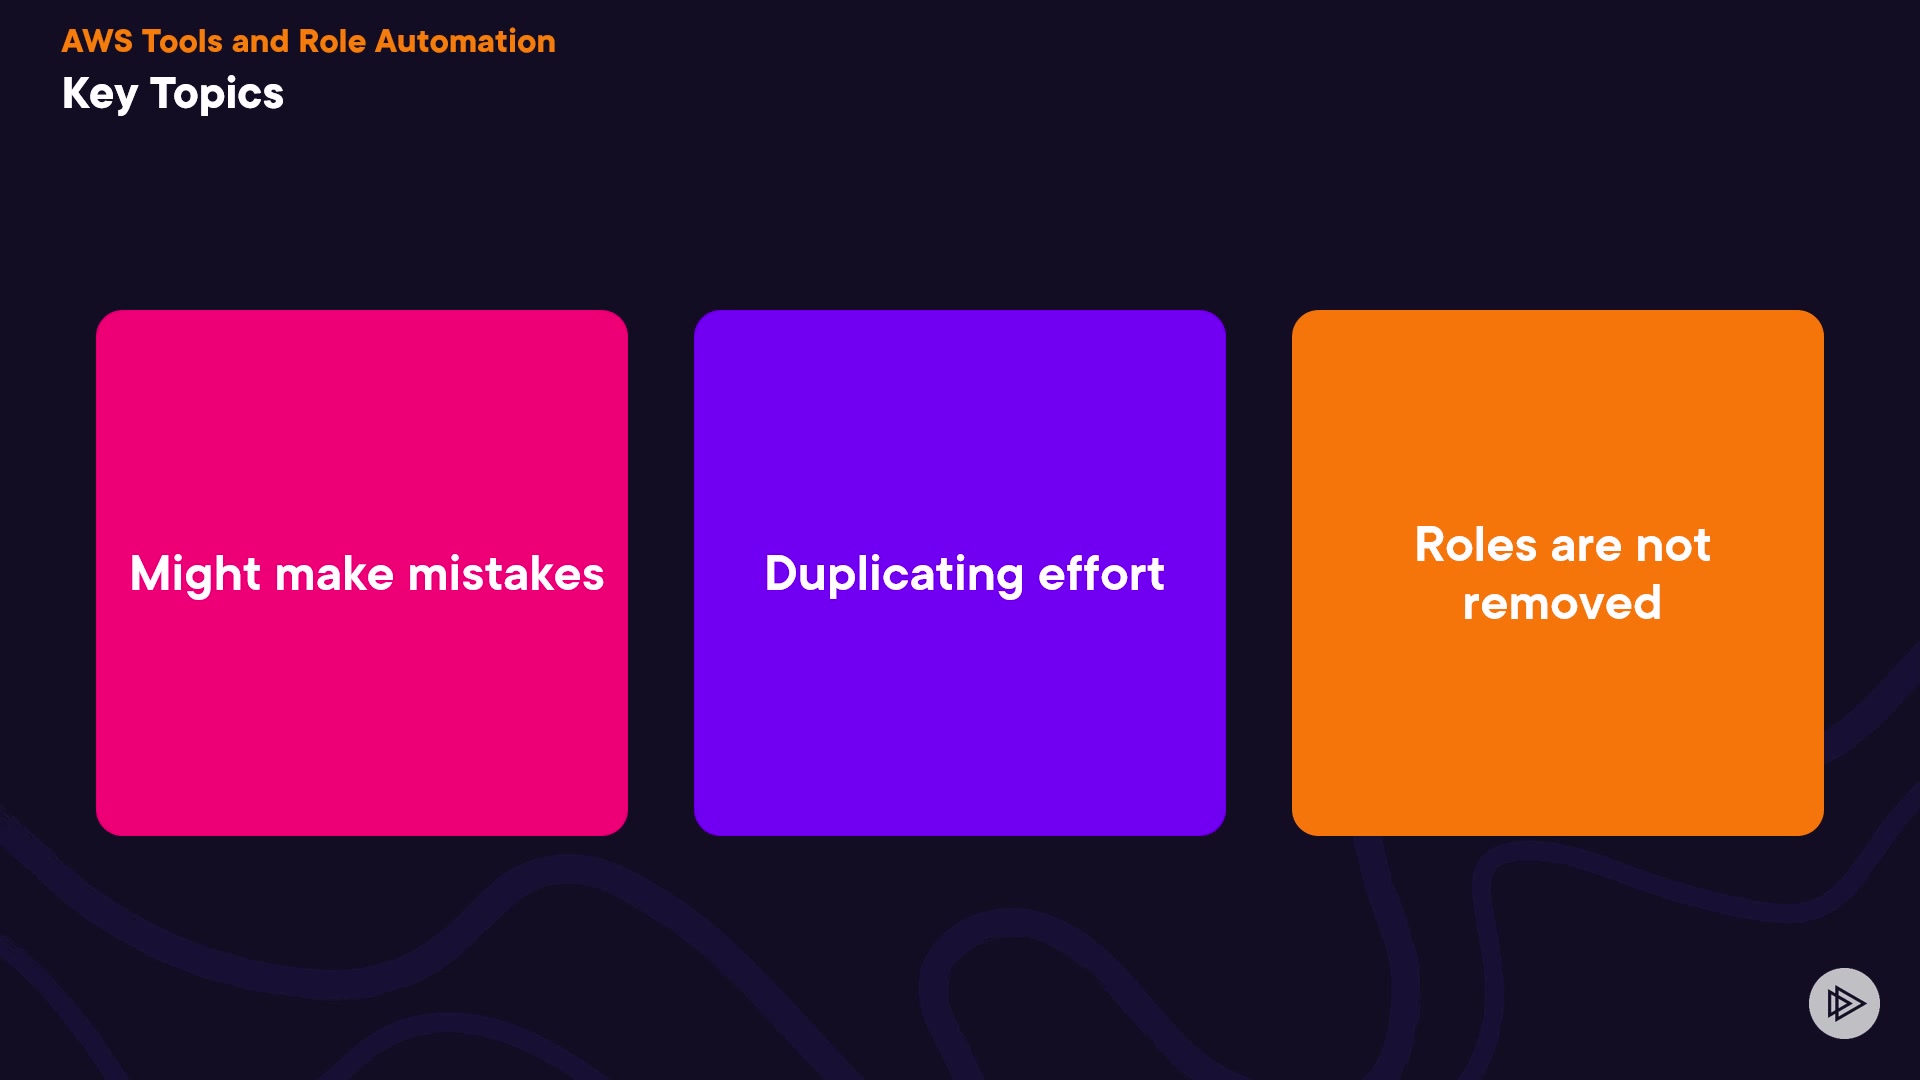 AWS Tools and Role Automation
Key Topics
Might make mistakes
Duplicating effort
Roles are not
removed